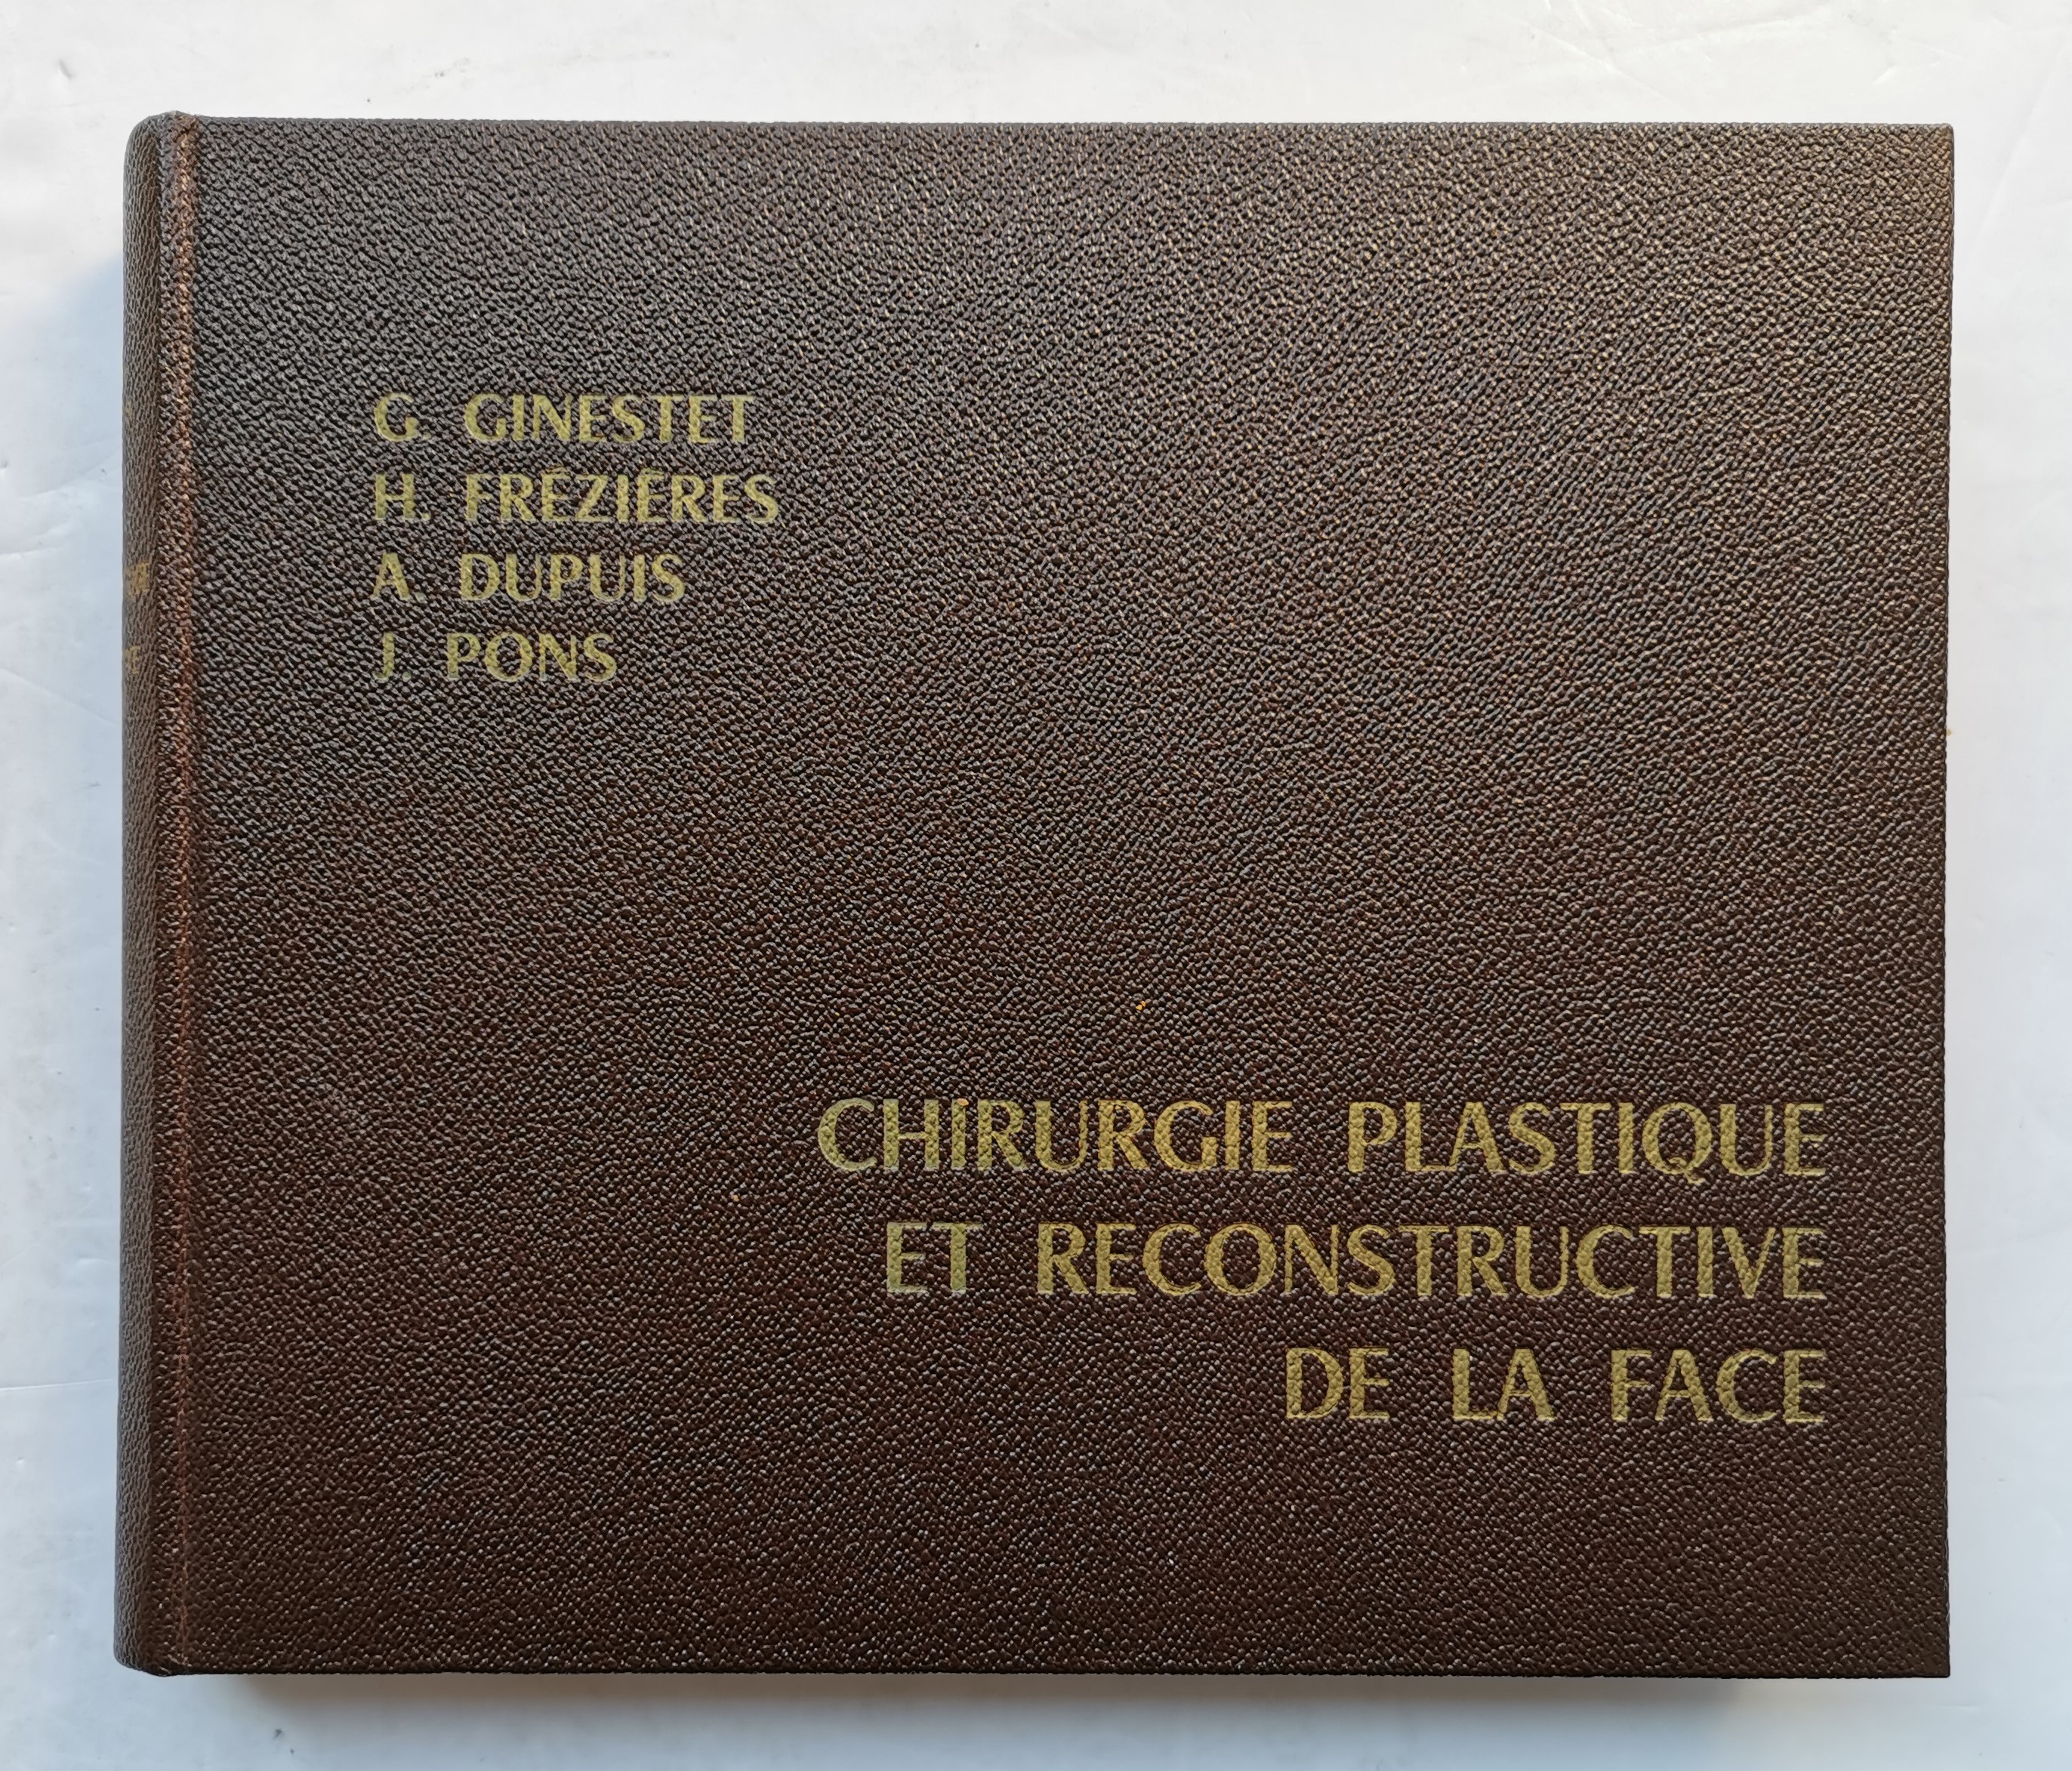 G. GINESTET
H. FRÉZIÈRES
A. DUPUIS
J. PONS
CHIRURGIE PLASTIQUE
ET RECONSTRUCTIVE
DE LA FACE